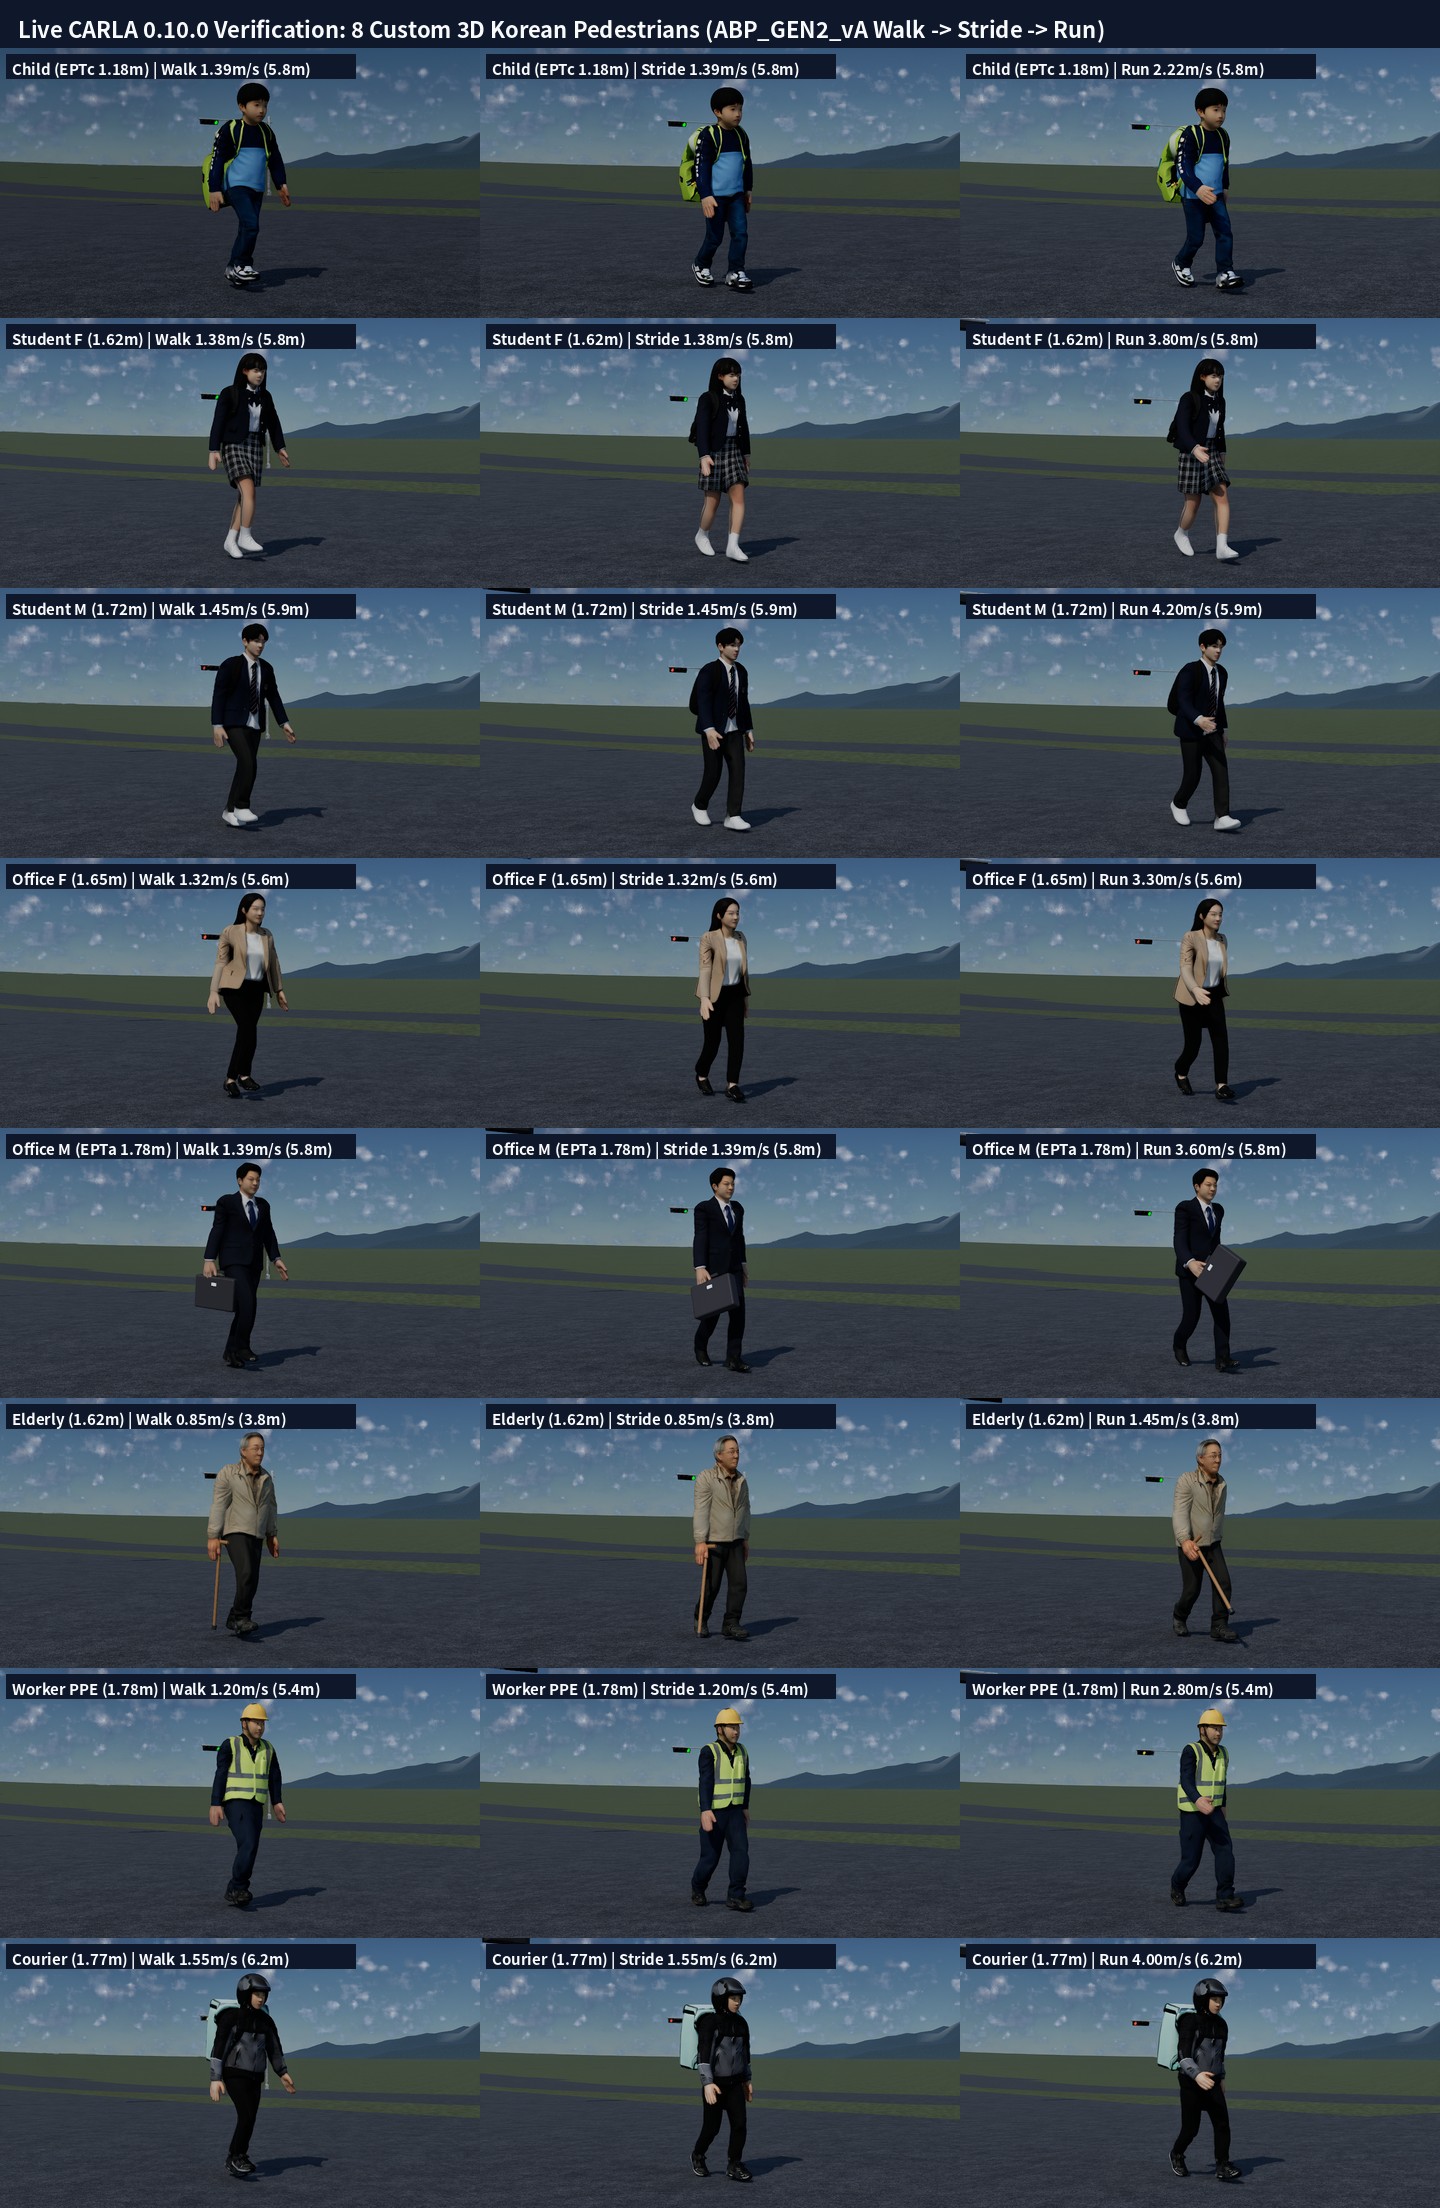 Live CARLA 0.10.0 Verification: 8 Custom 3D Korean Pedestrians (ABP_GEN2_vA Walk -> Stride -> Run)
Child (EPTc 1.18m) | Walk 1.39m/s (5.8m)
Child (EPTc 1.18m) | Stride 1.39m/s (5.8m)
Child (EPTc 1.18m) | Run 2.22m/s (5.8m)
Student F (1.62m) | Walk 1.38m/s (5.8m)
Student F (1.62m) | Stride 1.38m/s (5.8m)
Student F (1.62m) | Run 3.80m/s (5.8m)
Student M (1.72m) | Walk 1.45m/s (5.9m)
Student M (1.72m) | Stride 1.45m/s (5.9m)
Student M (1.72m) | Run 4.20m/s (5.9m)
Office F (1.65m) | Walk 1.32m/s (5.6m)
Office F (1.65m) | Stride 1.32m/s (5.6m)
Office F (1.65m) | Run 3.30m/s (5.6m)
Office M (EPTa 1.78m) | Walk 1.39m/s (5.8m)
Office M (EPTa 1.78m) | Stride 1.39m/s (5.8m)
Office M (EPTa 1.78m) | Run 3.60m/s (5.8m)
Elderly (1.62m) | Walk 0.85m/s (3.8m)
Elderly (1.62m) | Stride 0.85m/s (3.8m)
Elderly (1.62m) | Run 1.45m/s (3.8m)
Worker PPE (1.78m) | Walk 1.20m/s (5.4m)
Worker PPE (1.78m) | Stride 1.20m/s (5.4m)
Worker PPE (1.78m) | Run 2.80m/s (5.4m)
Courier (1.77m) | Walk 1.55m/s (6.2m)
Courier (1.77m) | Stride 1.55m/s (6.2m)
Courier (1.77m) | Run 4.00m/s (6.2m)